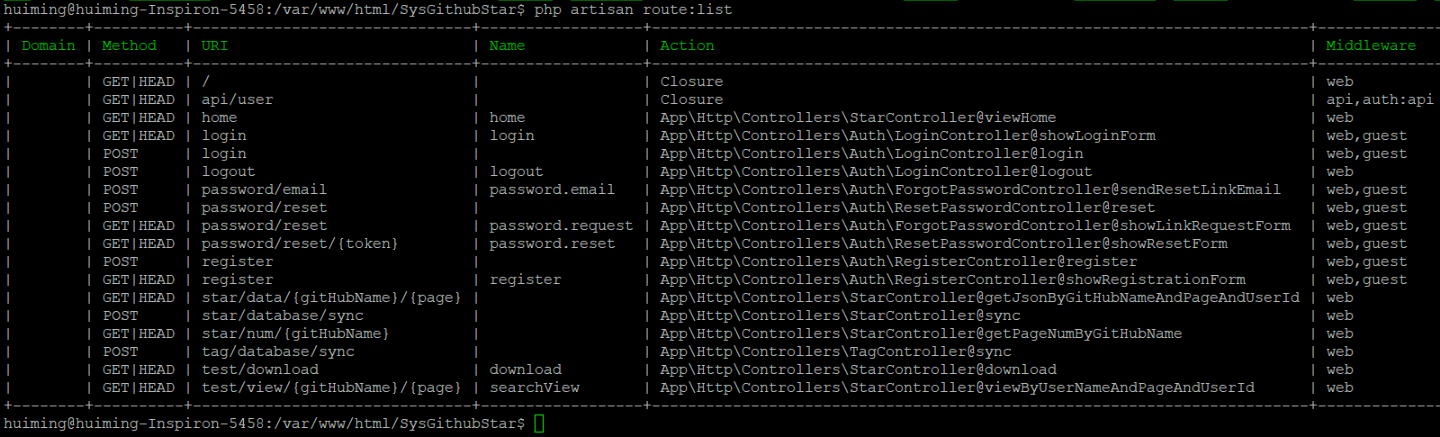 huiming@huiming-Inspiron-5458:/var/www/html/SysGithubStar$ php artisan route:list
+--------+----------+-------------------------------+------------------+-------------------------------------------------------------------------+--------------
| Domain | Method   | URI                           | Name             | Action                                                                  | Middleware
+--------+----------+-------------------------------+------------------+-------------------------------------------------------------------------+--------------
|        | GET|HEAD | /                             |                  | Closure                                                                 | web
|        | GET|HEAD | api/user                      |                  | Closure                                                                 | api,auth:api
|        | GET|HEAD | home                          | home             | App\Http\Controllers\StarController@viewHome                            | web
|        | GET|HEAD | login                         | login            | App\Http\Controllers\Auth\LoginController@showLoginForm                 | web,guest
|        | POST     | login                         |                  | App\Http\Controllers\Auth\LoginController@login                         | web,guest
|        | POST     | logout                        | logout           | App\Http\Controllers\Auth\LoginController@logout                        | web
|        | POST     | password/email                | password.email   | App\Http\Controllers\Auth\ForgotPasswordController@sendResetLinkEmail   | web,guest
|        | POST     | password/reset                |                  | App\Http\Controllers\Auth\ResetPasswordController@reset                 | web,guest
|        | GET|HEAD | password/reset                | password.request | App\Http\Controllers\Auth\ForgotPasswordController@showLinkRequestForm  | web,guest
|        | GET|HEAD | password/reset/{token}        | password.reset   | App\Http\Controllers\Auth\ResetPasswordController@showResetForm         | web,guest
|        | POST     | register                      |                  | App\Http\Controllers\Auth\RegisterController@register                   | web,guest
|        | GET|HEAD | register                      | register         | App\Http\Controllers\Auth\RegisterController@showRegistrationForm       | web,guest
|        | GET|HEAD | star/data/{gitHubName}/{page} |                  | App\Http\Controllers\StarController@getJsonByGitHubNameAndPageAndUserId | web
|        | POST     | star/database/sync            |                  | App\Http\Controllers\StarController@sync                                | web
|        | GET|HEAD | star/num/{gitHubName}         |                  | App\Http\Controllers\StarController@getPageNumByGitHubName              | web
|        | POST     | tag/database/sync             |                  | App\Http\Controllers\TagController@sync                                 | web
|        | GET|HEAD | test/download                 | download         | App\Http\Controllers\StarController@download                            | web
|        | GET|HEAD | test/view/{gitHubName}/{page} | searchView       | App\Http\Controllers\StarController@viewByUserNameAndPageAndUserId      | web
+--------+----------+-------------------------------+------------------+-------------------------------------------------------------------------+--------------
huiming@huiming-Inspiron-5458:/var/www/html/SysGithubStar$